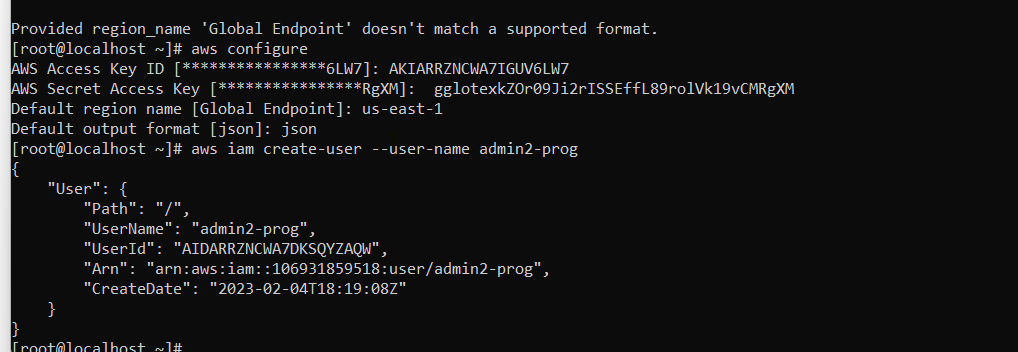 Provided region_name 'Global Endpoint' doesn't match a supported format.
[root@localhost ~]# aws configure
AWS Access Key ID [****************6LW7]: AKIARRZNCWA7IGUV6LW7
AWS Secret Access Key [****************RgXM]:  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
Default region name [Global Endpoint]: us-east-1
Default output format [json]: json
[root@localhost ~]# aws iam create-user --user-name admin2-prog
{
    "User": {
        "Path": "/",
        "UserName": "admin2-prog",
        "UserId": "AIDARRZNCWA7DKSQYZAQW",
        "Arn": "arn:aws:iam::106931859518:user/admin2-prog",
        "CreateDate": "2023-02-04T18:19:08Z"
    }
}
[root@localhost ~]#